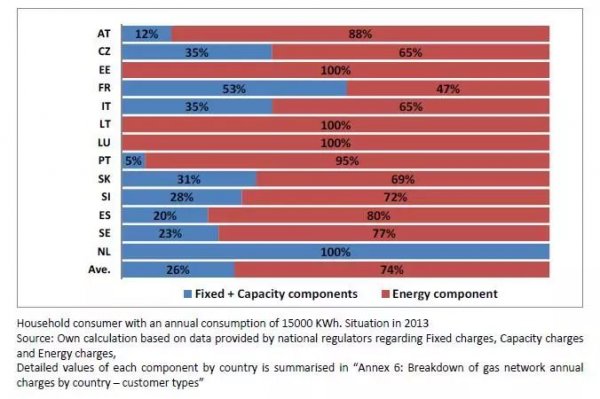 AT 12% 88%
CZ 35% 65%
EE 100%
FR 53% 47%
IT 35% 65%
LT 100%
LU 100%
PT 5% 95%
SK 31% 69%
SI 28% 72%
ES 20% 80%
SE 23% 77%
NL 100%
Ave. 26% 74%
Fixed + Capacity components Energy component
Household consumer with an annual consumption of 15000 KWh. Situation in 2013
Source: Own calculation based on data provided by national regulators regarding Fixed charges, Capacity charges
and Energy charges,
Detailed values of each component by country is summarised in “Annex 6: Breakdown of gas network annual
charges by country – customer types”